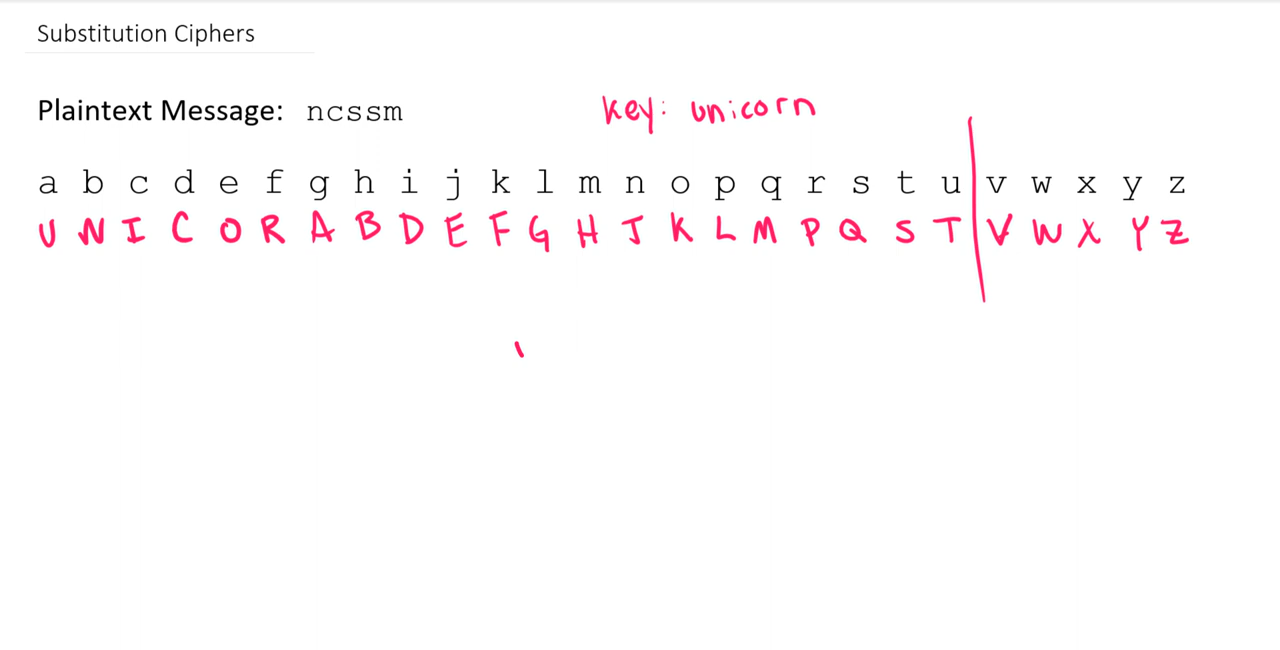 Substitution Ciphers
Plaintext Message: ncssm key: unicorn
a b c d e f g h i j k l m n o p q r s t u v w x y z
U N I C O R A B D E F G H J K L M P Q S T V W X Y Z